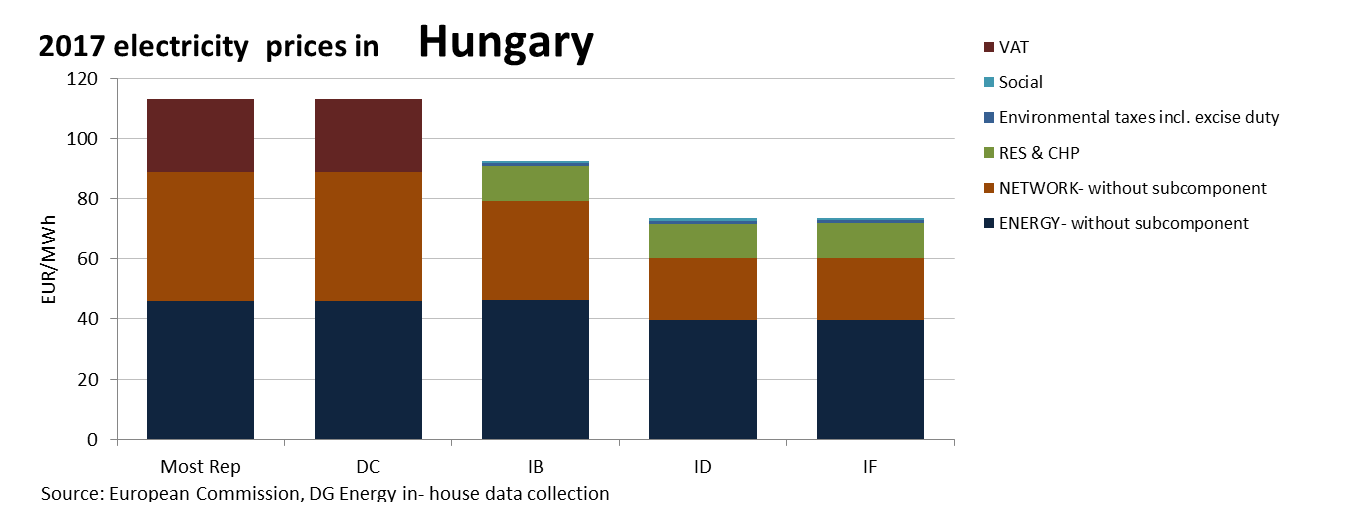 2017 electricity prices in Hungary
VAT
Social
Environmental taxes incl. excise duty
RES & CHP
NETWORK- without subcomponent
ENERGY- without subcomponent
EUR/MWh
120
100
80
60
40
20
0
Most Rep DC IB ID IF
Source: European Commission, DG Energy in- house data collection